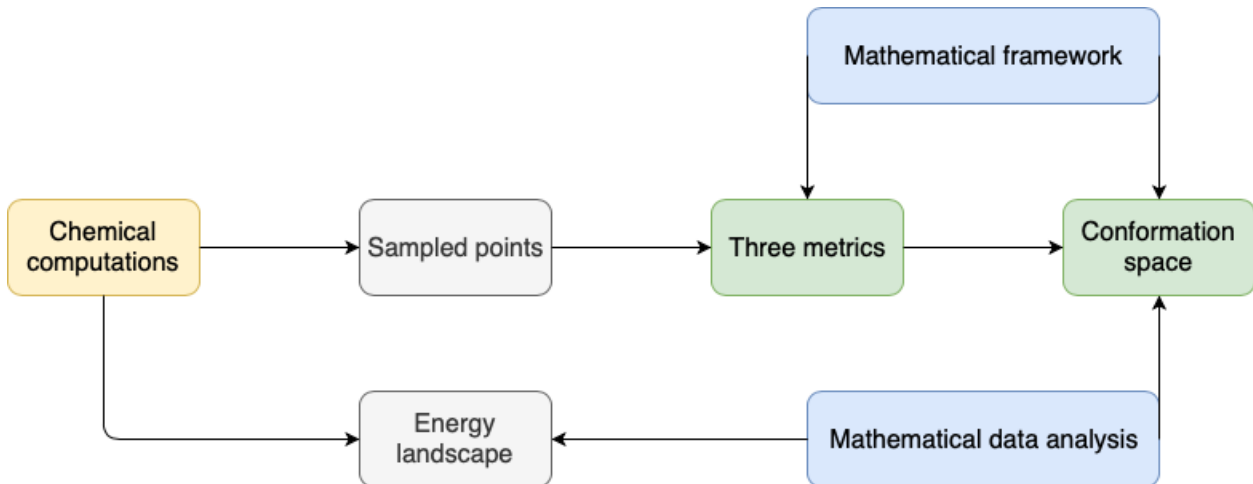 Mathematical framework
Chemical
computations
Sampled points
Three metrics
Conformation
space
Energy
landscape
Mathematical data analysis